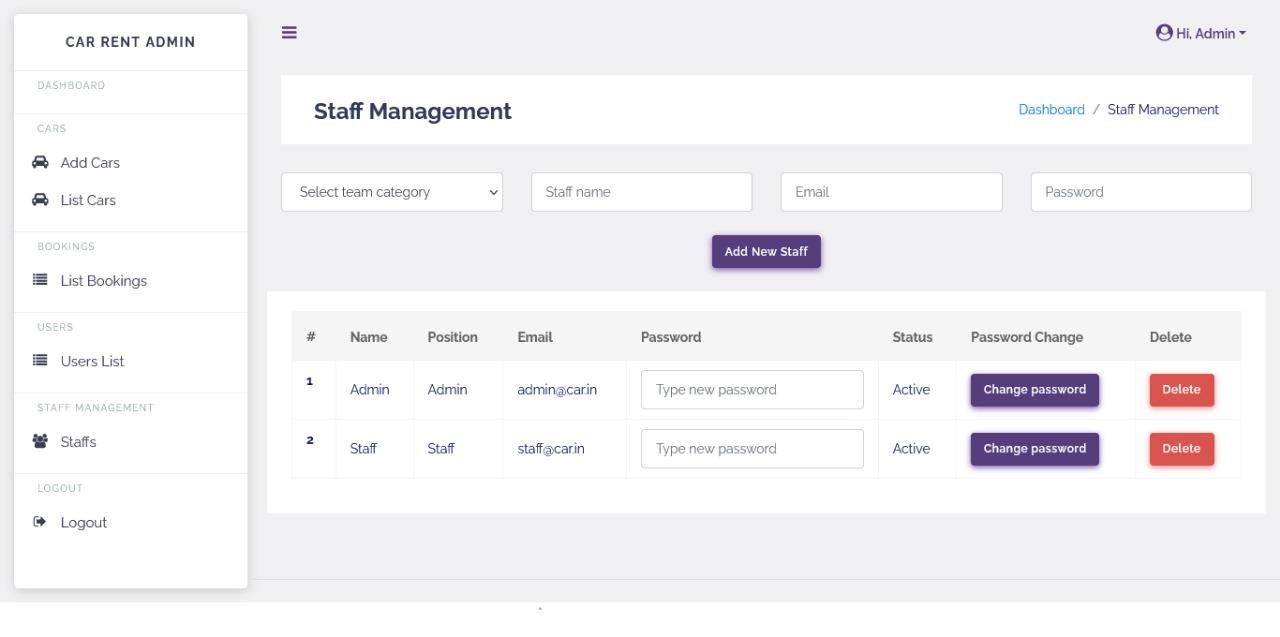 CAR RENT ADMIN
Hi, Admin
DASHBOARD
CARS
Add Cars
List Cars
BOOKINGS
List Bookings
USERS
Users List
STAFF MANAGEMENT
Staffs
LOGOUT
Logout
Staff Management
Dashboard / Staff Management
Select team category Staff name Email Password
Add New Staff
# Name Position Email Password Status Password Change Delete
1 Admin Admin admin@car.in Type new password Active Change password Delete
2 Staff Staff staff@car.in Type new password Active Change password Delete